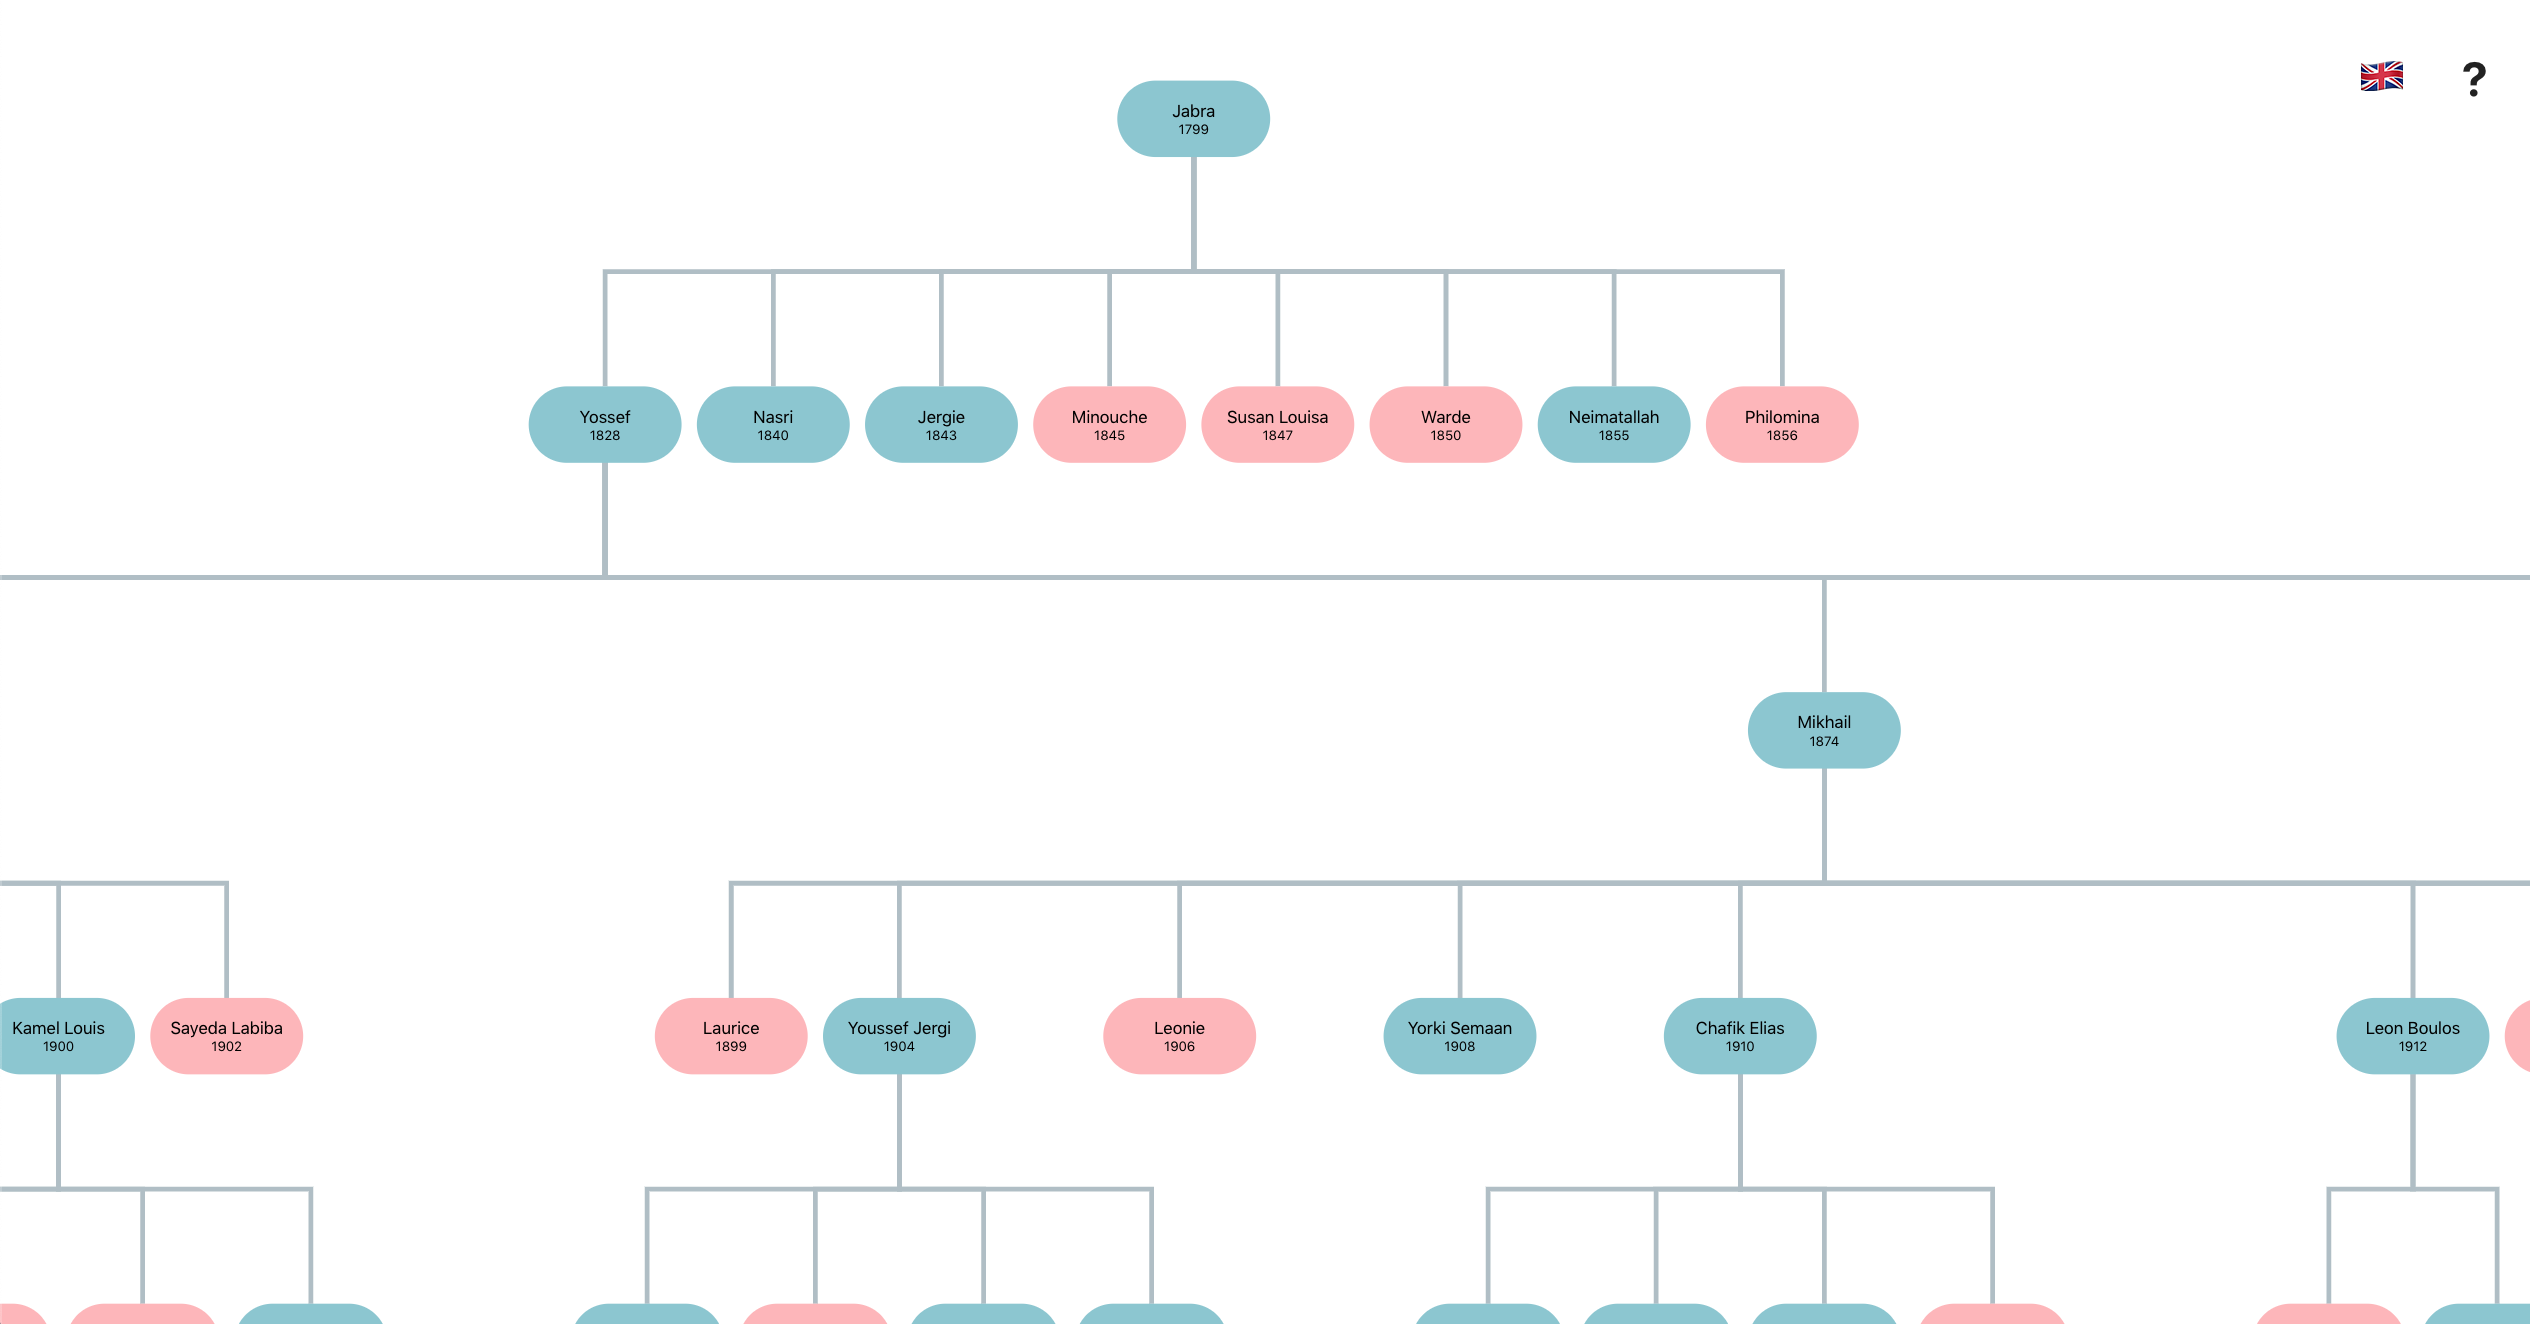 ?
Jabra
1799
Yossef
1828
Nasri
1840
Jergie
1843
Minouche
1845
Susan Louisa
1847
Warde
1850
Neimatallah
1855
Philomina
1856
Mikhail
1874
Kamel Louis
1900
Sayeda Labiba
1902
Laurice
1899
Youssef Jergi
1904
Leonie
1906
Yorki Semaan
1908
Chafik Elias
1910
Leon Boulos
1912